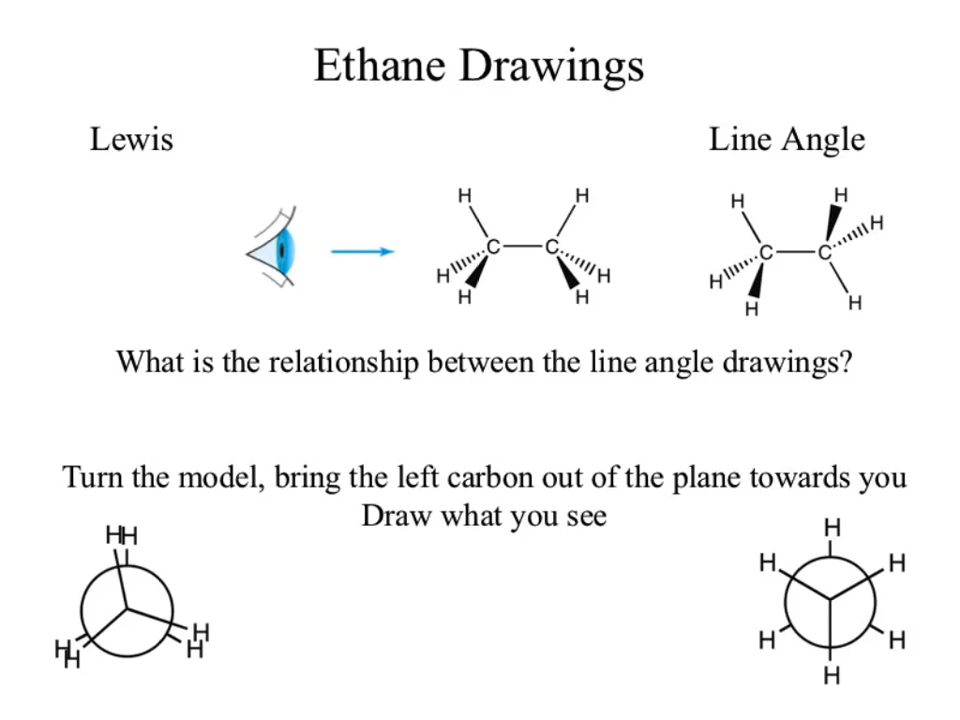 Ethane Drawings
Lewis
Line Angle
H H
C C
H H
H H
H H
H
C C
H
H H
What is the relationship between the line angle drawings?
Turn the model, bring the left carbon out of the plane towards you
Draw what you see
HH
H H
H H
H
H H
H H
H